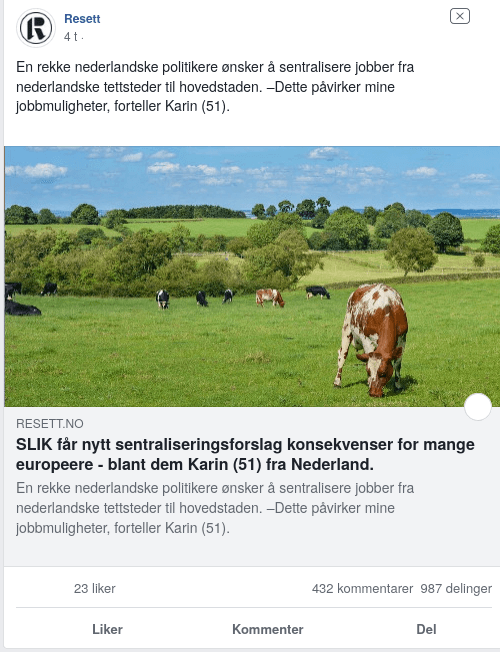 Resett
4 t ·
En rekke nederlandske politikere ønsker å sentralisere jobber fra
nederlandske tettsteder til hovedstaden. –Dette påvirker mine
jobbmuligheter, forteller Karin (51).
RESETT.NO
SLIK får nytt sentraliseringsforslag konsekvenser for mange
europeere - blant dem Karin (51) fra Nederland.
En rekke nederlandske politikere ønsker å sentralisere jobber fra
nederlandske tettsteder til hovedstaden. –Dette påvirker mine
jobbmuligheter, forteller Karin (51).
23 liker 432 kommentarer 987 delinger
Liker Kommenter Del